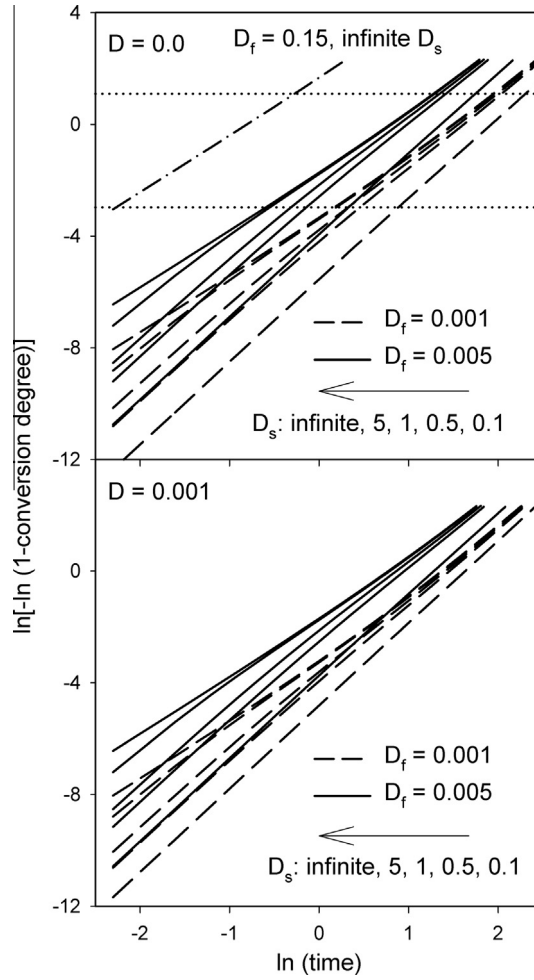 4
0
-4
-8
-12
D = 0.0
D_f = 0.15, infinite D_s
D_f = 0.001
D_f = 0.005
D_s: infinite, 5, 1, 0.5, 0.1
ln[-ln (1-conversion degree)]
D = 0.001
0
-4
-8
-12
D_f = 0.001
D_f = 0.005
D_s: infinite, 5, 1, 0.5, 0.1
-2 -1 0 1 2
ln (time)